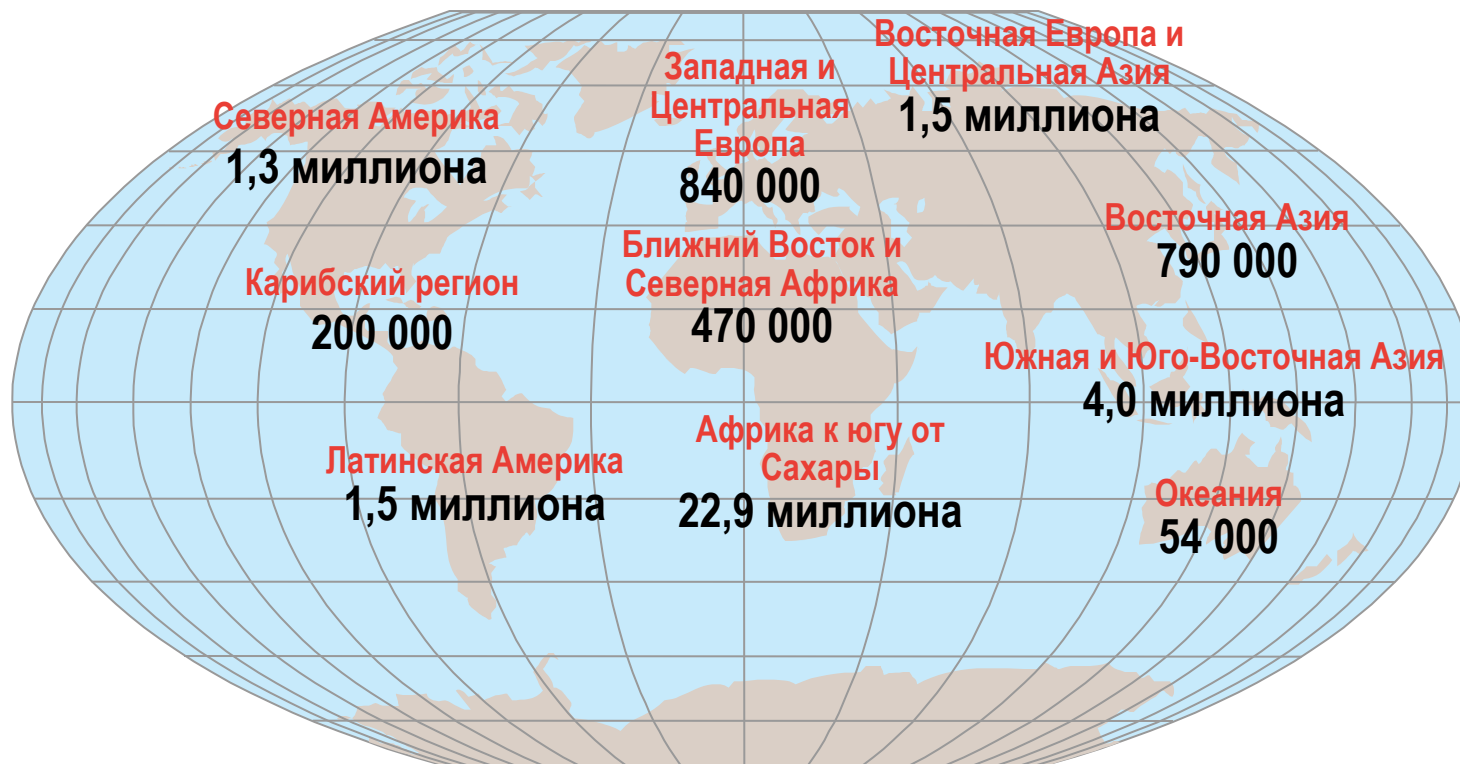 Восточная Европа и
Центральная Азия
1,5 миллиона
Западная и
Центральная
Европа
840 000
Северная Америка
1,3 миллиона
Восточная Азия
790 000
Ближний Восток и
Северная Африка
470 000
Карибский регион
200 000
Южная и Юго-Восточная Азия
4,0 миллиона
Африка к югу от
Сахары
22,9 миллиона
Латинская Америка
1,5 миллиона
Океания
54 000